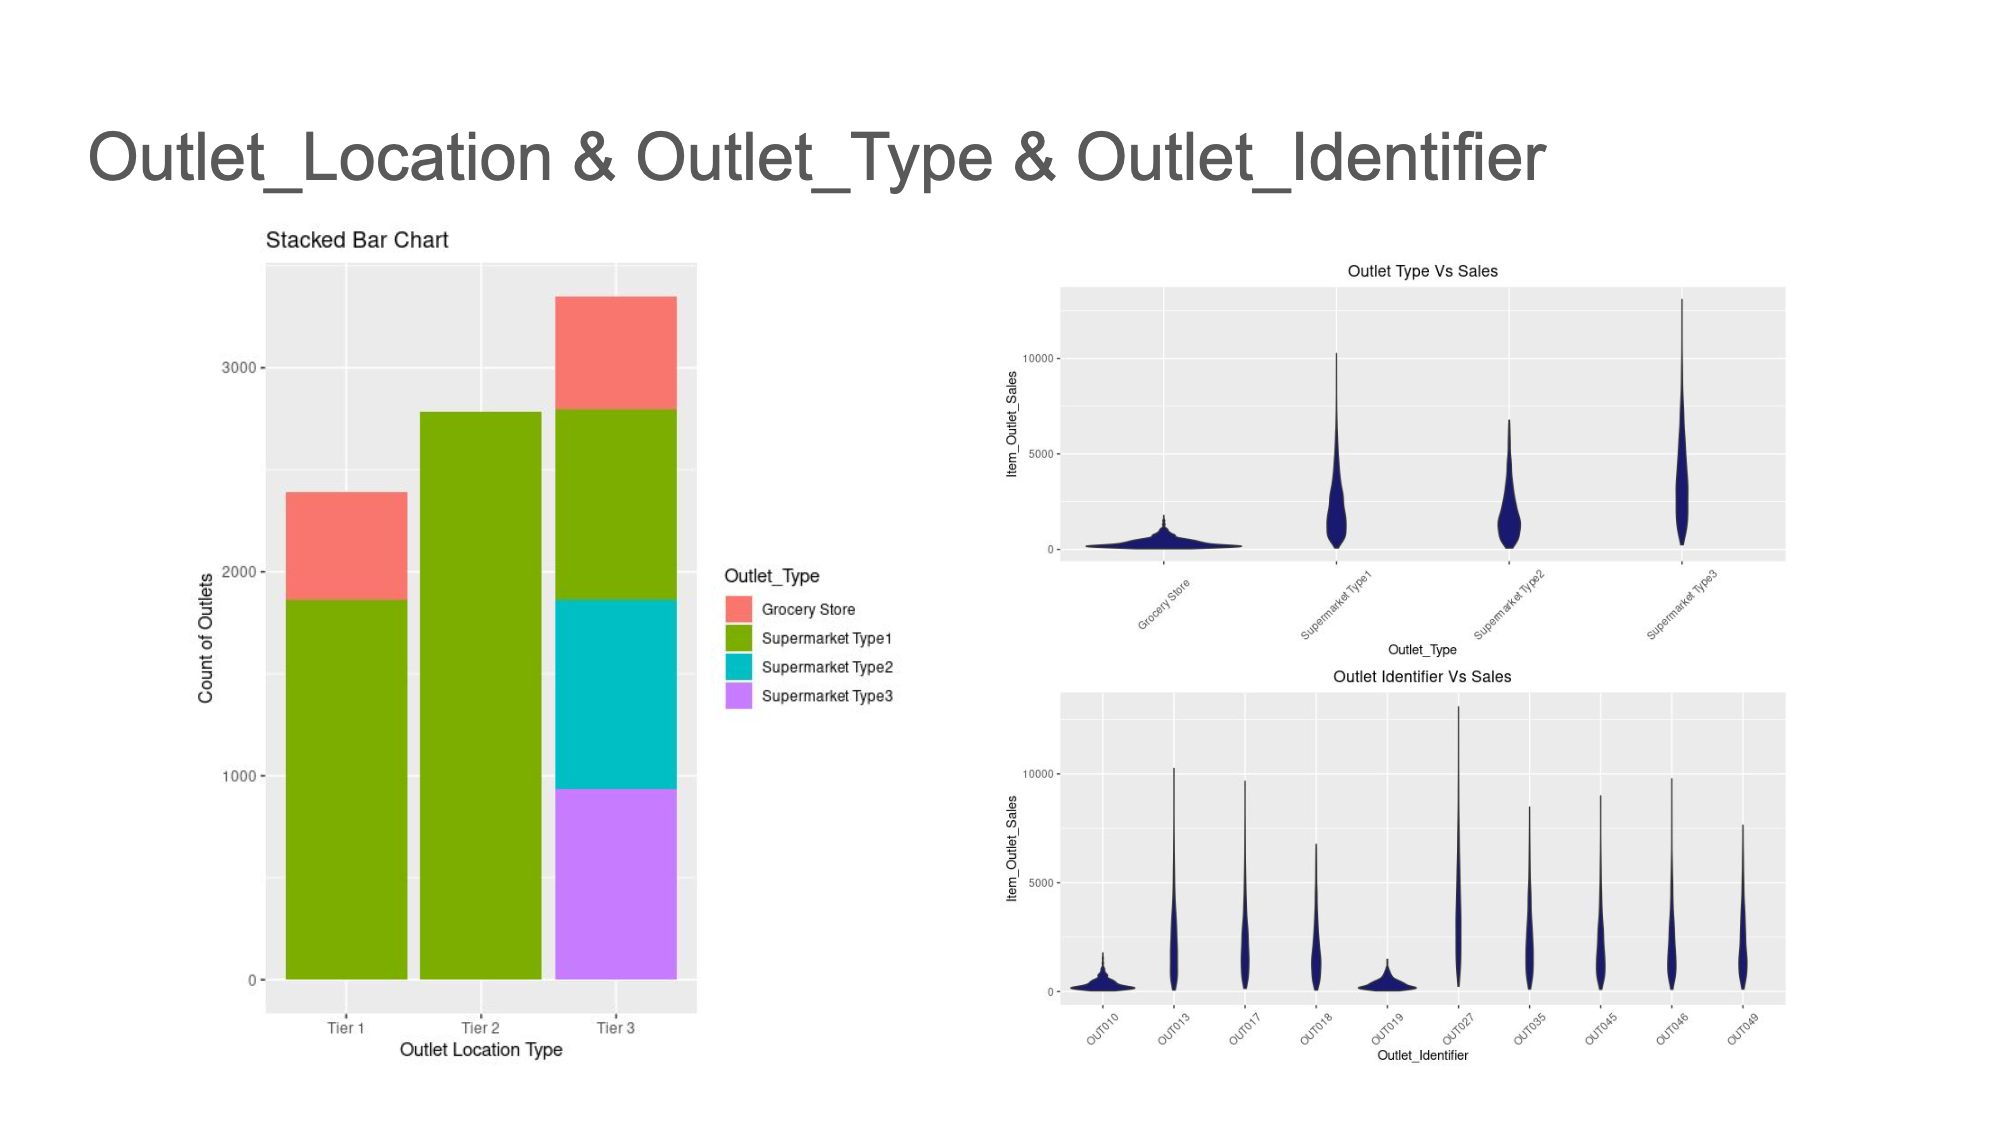 Outlet_Location & Outlet_Type & Outlet_Identifier
Stacked Bar Chart
Count of Outlets
3000
2000
1000
0
Tier 1
Tier 2
Tier 3
Outlet Location Type
Outlet_Type
Grocery Store
Supermarket Type1
Supermarket Type2
Supermarket Type3
Outlet Type Vs Sales
Item_Outlet_Sales
10000
5000
0
Grocery Store
Supermarket Type1
Supermarket Type2
Supermarket Type3
Outlet_Type
Outlet Identifier Vs Sales
Item_Outlet_Sales
10000
5000
0
OUT010
OUT013
OUT017
OUT018
OUT019
OUT027
OUT035
OUT045
OUT046
OUT049
Outlet_Identifier